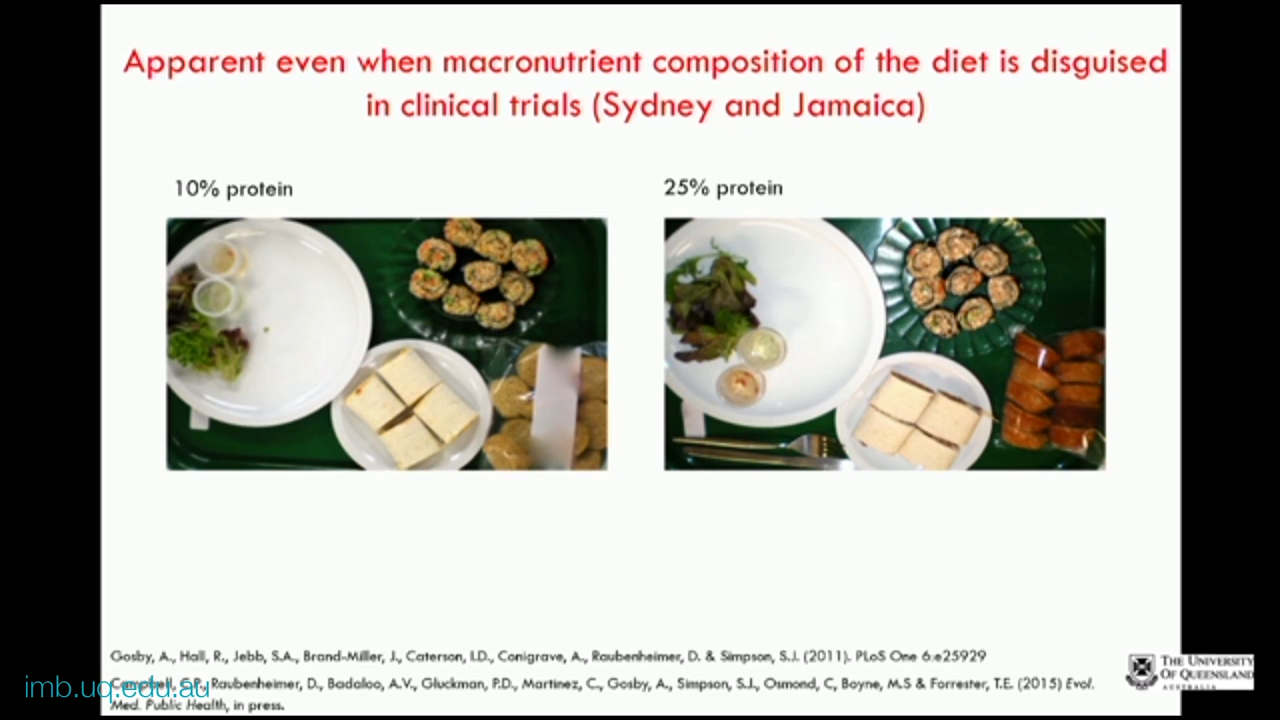 Apparent even when macronutrient composition of the diet is disguised
in clinical trials (Sydney and Jamaica)
10% protein
25% protein
Gosby, A., Hall, R., Jebb, S.A., Brand-Miller, J., Caterson, I.D., Conigrave, A., Raubenheimer, D. & Simpson, S.J. (2011). PLoS One 6:e25929
Raubenheimer, D., Badaloo, A.V., Gluckman, P.D., Martinez, C., Gosby, A., Simpson, S.J., Osmond, C, Boyne, M.S & Forrester, T.E. (2015) Evol.
Med. Public Health, in press.
imb.uq.edu.au
THE UNIVERSITY
OF QUEENSLAND
AUSTRALIA